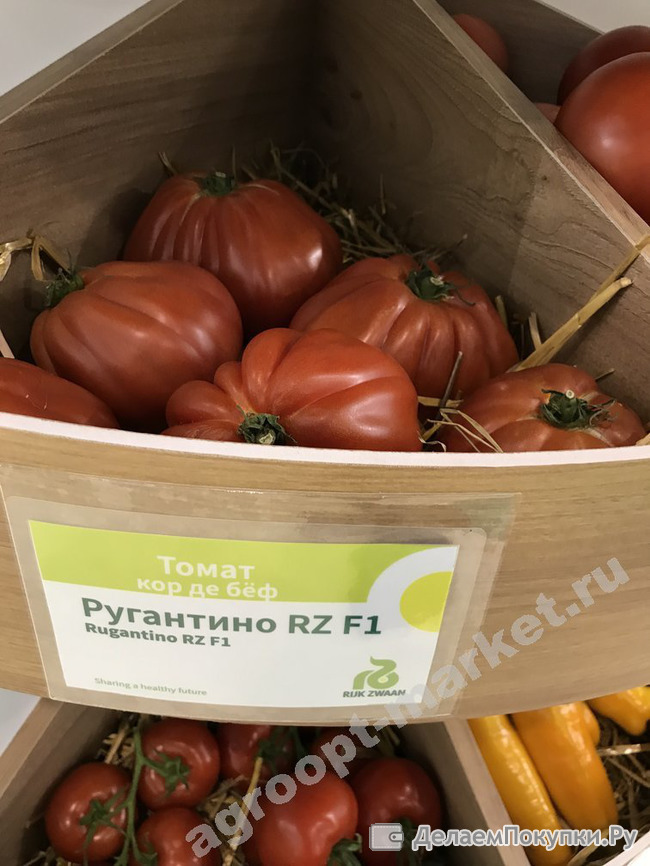 Томат
кор де бёф
Ругантино RZ F1
Rugantino RZ F1
Sharing a healthy future
RIJK ZWAAN
agroopt-market.ru
ДелаемПокупки.Ру